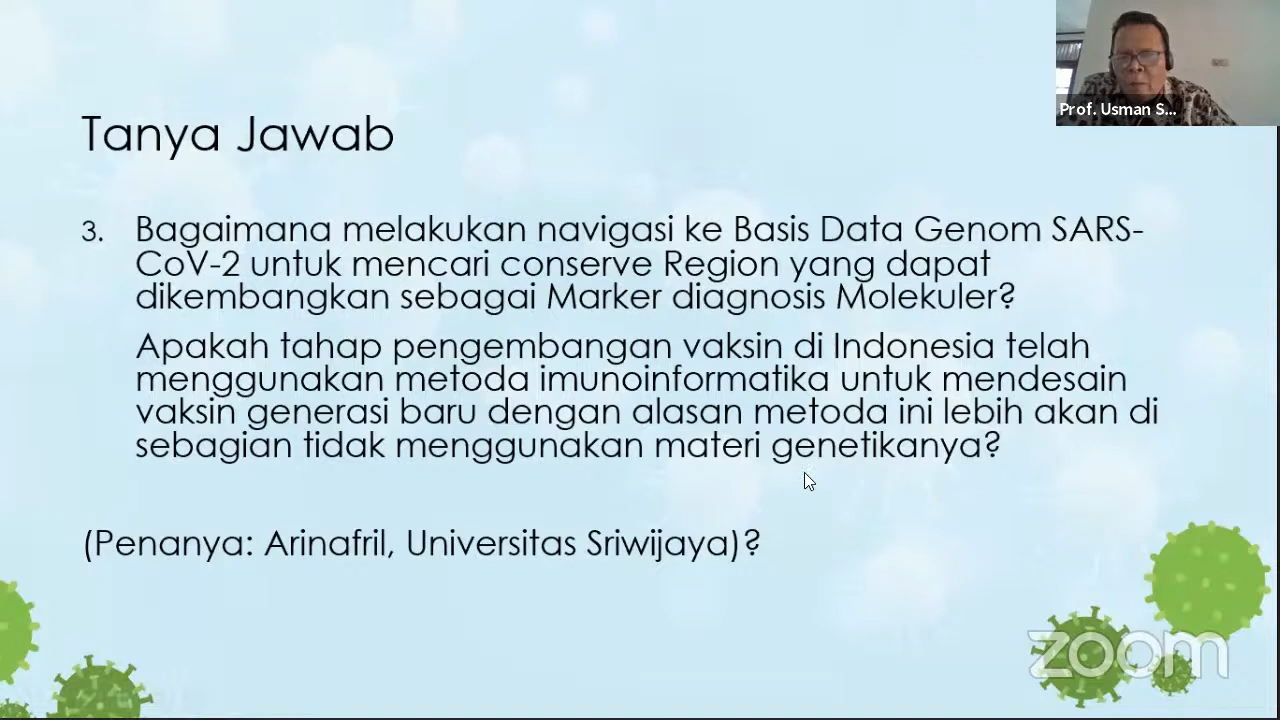 Prof. Usman S...
Tanya Jawab
3. Bagaimana melakukan navigasi ke Basis Data Genom SARS-
CoV-2 untuk mencari conserve Region yang dapat
dikembangkan sebagai Marker diagnosis Molekuler?
Apakah tahap pengembangan vaksin di Indonesia telah
menggunakan metoda imunoinformatika untuk mendesain
vaksin generasi baru dengan alasan metoda ini lebih akan di
sebagian tidak menggunakan materi genetikanya?
(Penanya: Arinafril, Universitas Sriwijaya)?
zoom